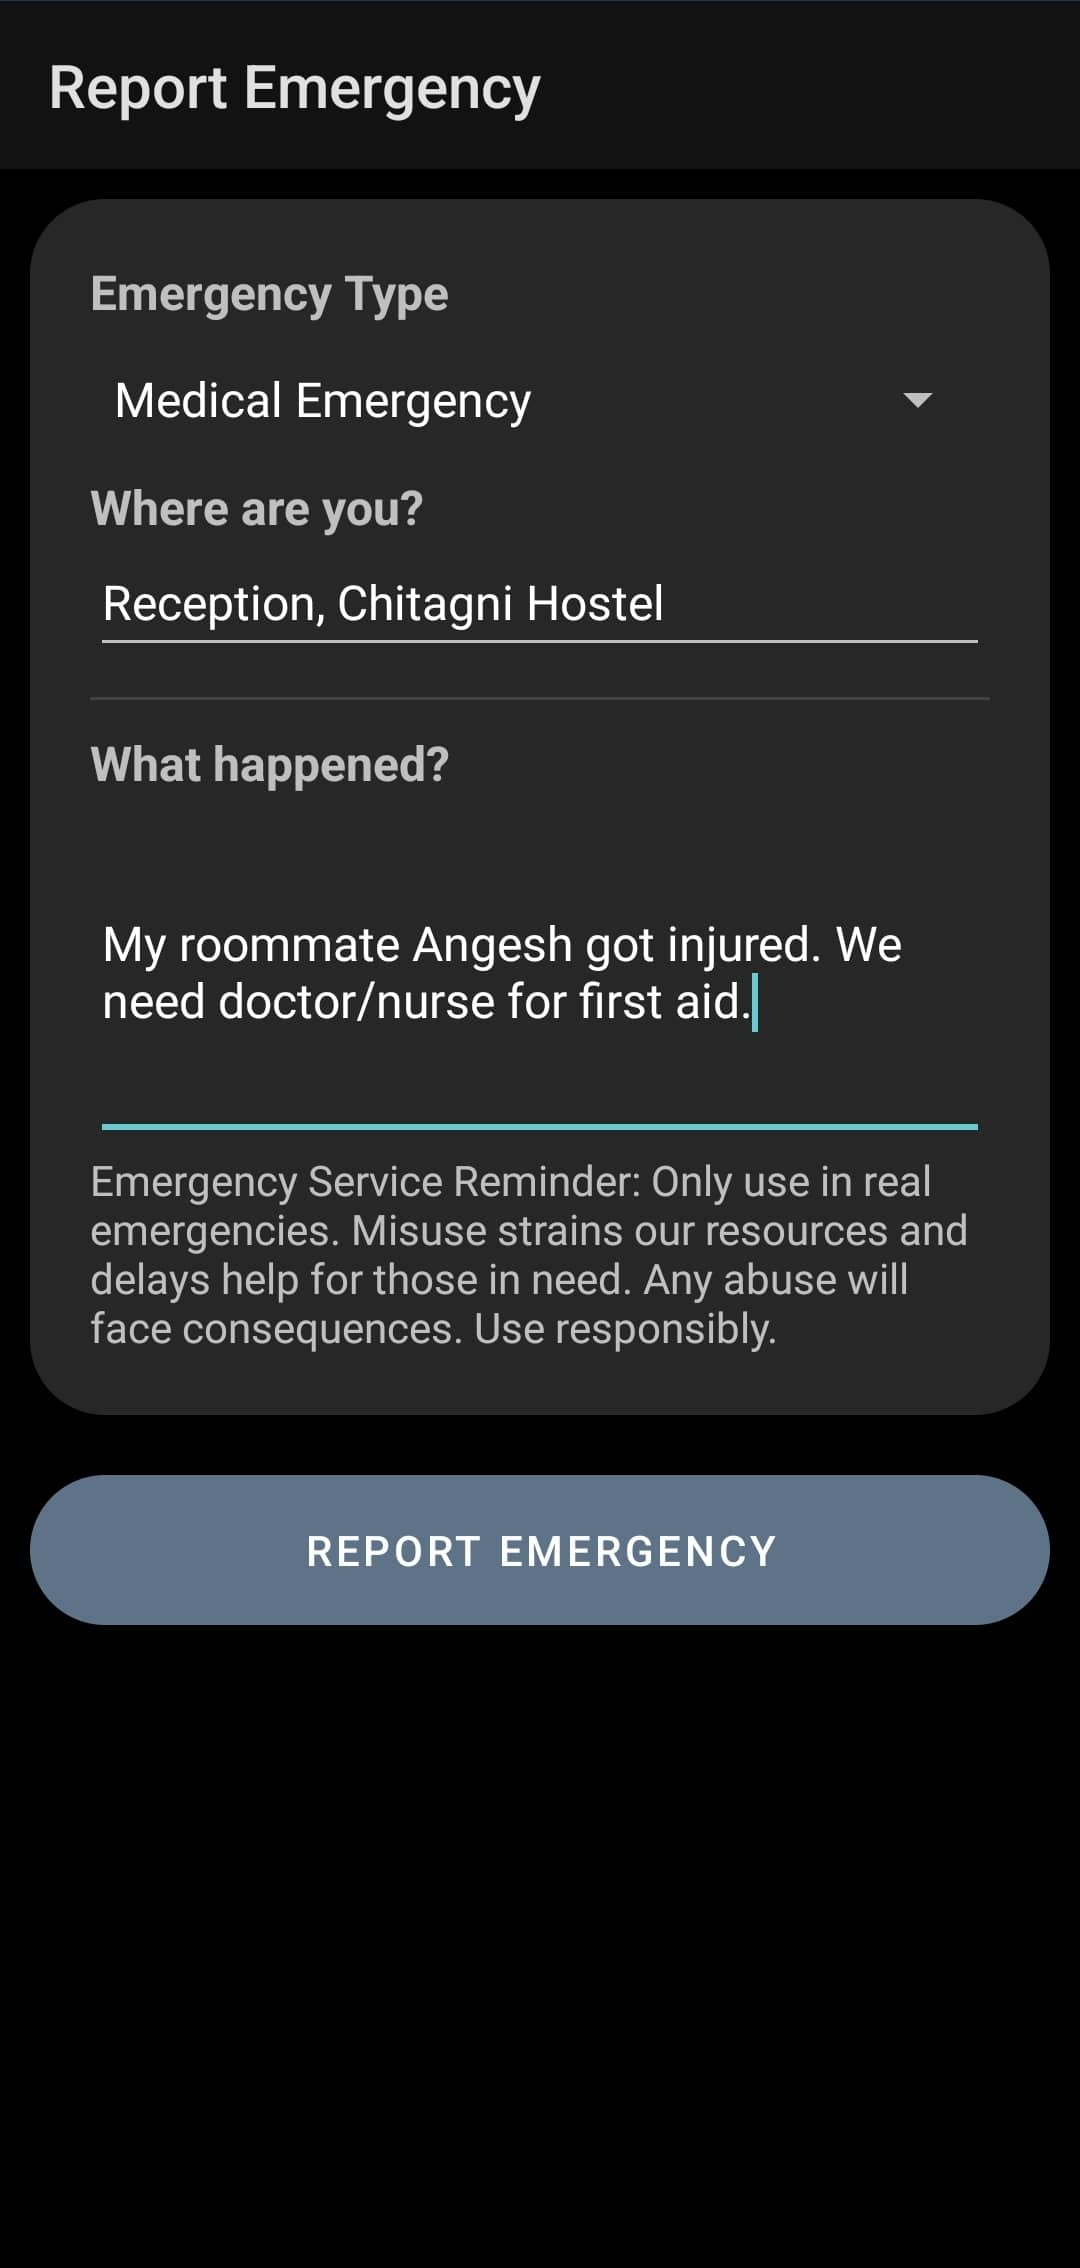 Report Emergency
Emergency Type
Medical Emergency
Where are you?
Reception, Chitagni Hostel
What happened?
My roommate Angesh got injured. We
need doctor/nurse for first aid.
Emergency Service Reminder: Only use in real
emergencies. Misuse strains our resources and
delays help for those in need. Any abuse will
face consequences. Use responsibly.
REPORT EMERGENCY